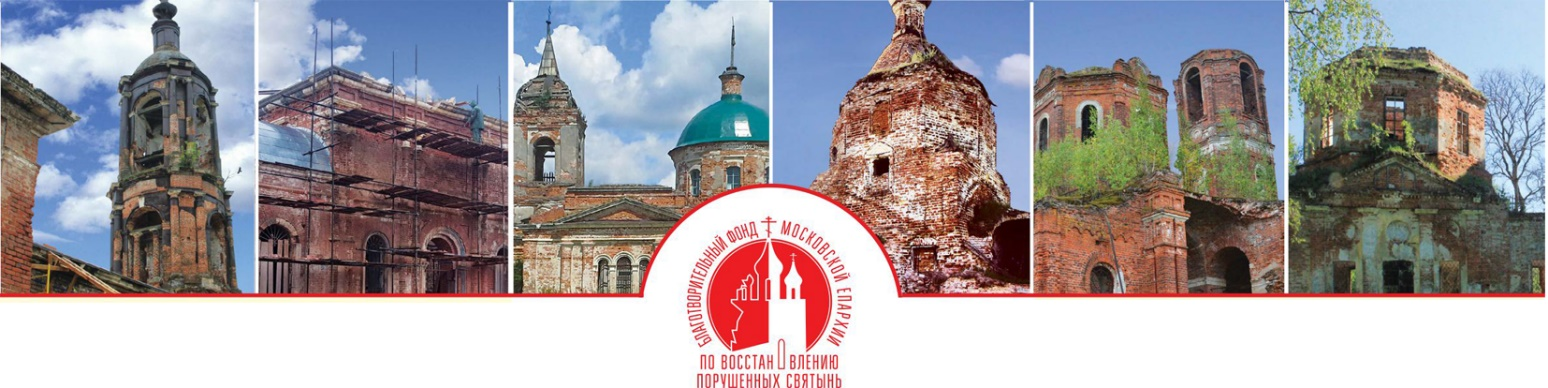 БЛАГОТВОРИТЕЛЬНЫЙ ФОНД МОСКОВСКОЙ ЕПАРХИИ
ПО ВОССТАНОВЛЕНИЮ
ПОРУШЕННЫХ СВЯТЫНЬ